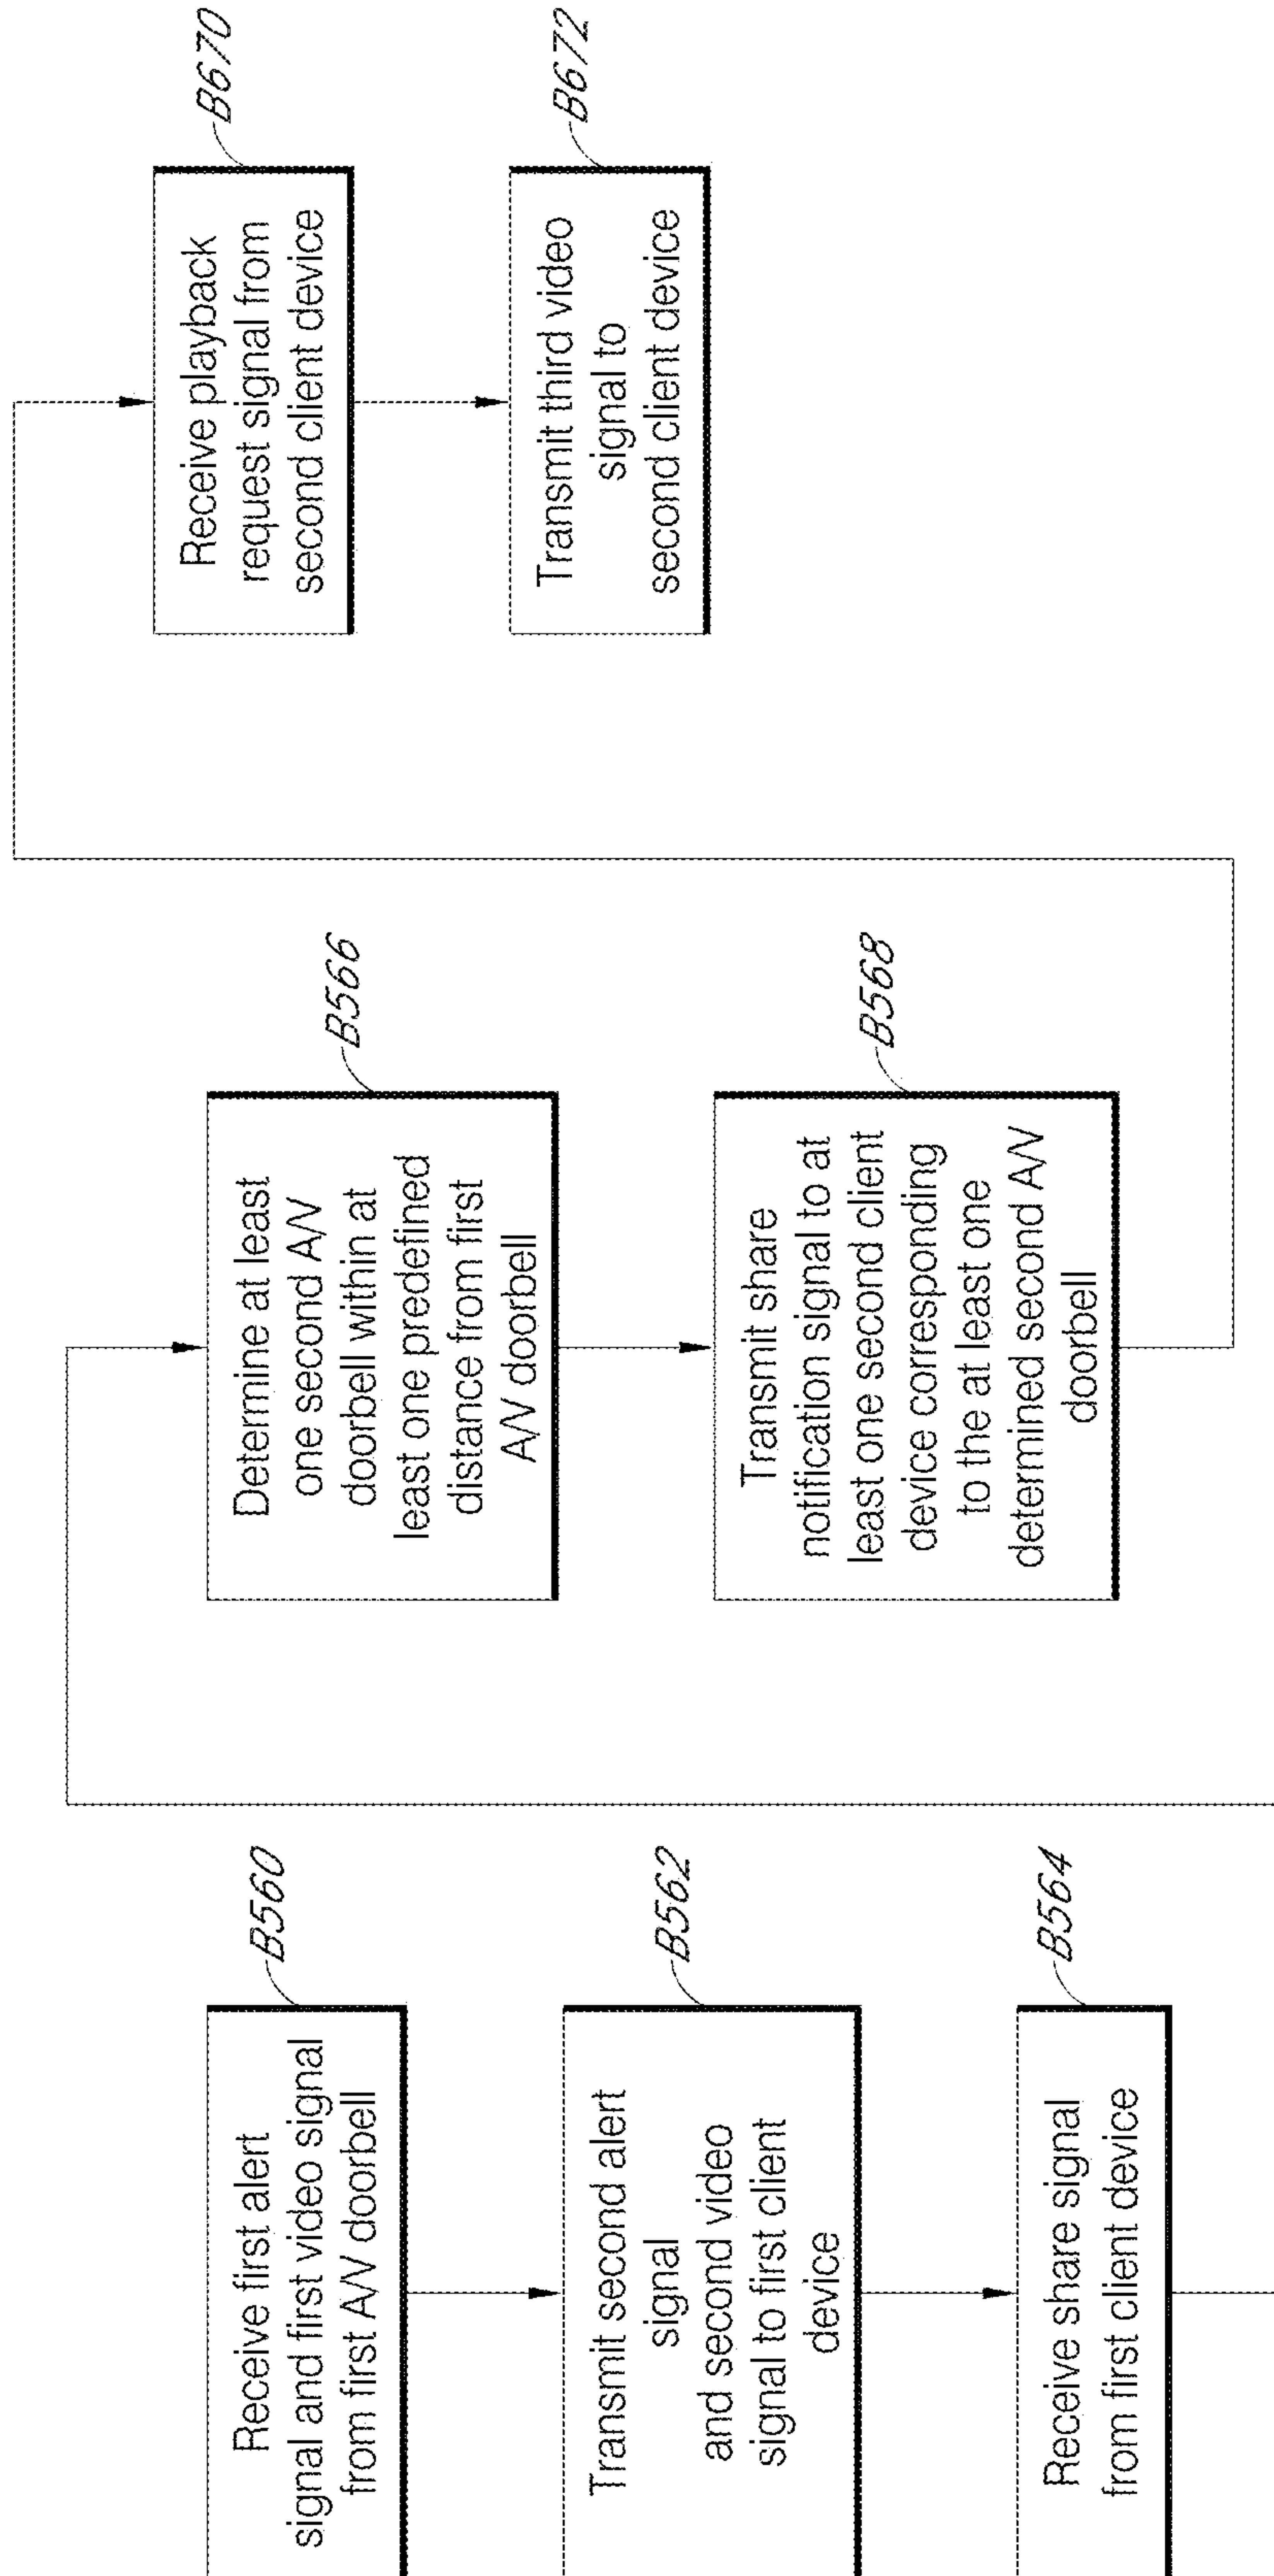 Receive first alert
signal and first video signal
from first A/V doorbell
B560
Transmit second alert
signal
and second video
signal to first client
device
B562
Receive share signal
from first client device
B564
Determine at least
one second A/V
doorbell within at
least one predefined
distance from first
A/V doorbell
B566
Transmit share
notification signal to at
least one second client
device corresponding
to the at least one
determined second A/V
doorbell
B568
Receive playback
request signal from
second client device
B670
Transmit third video
signal to
second client device
B672